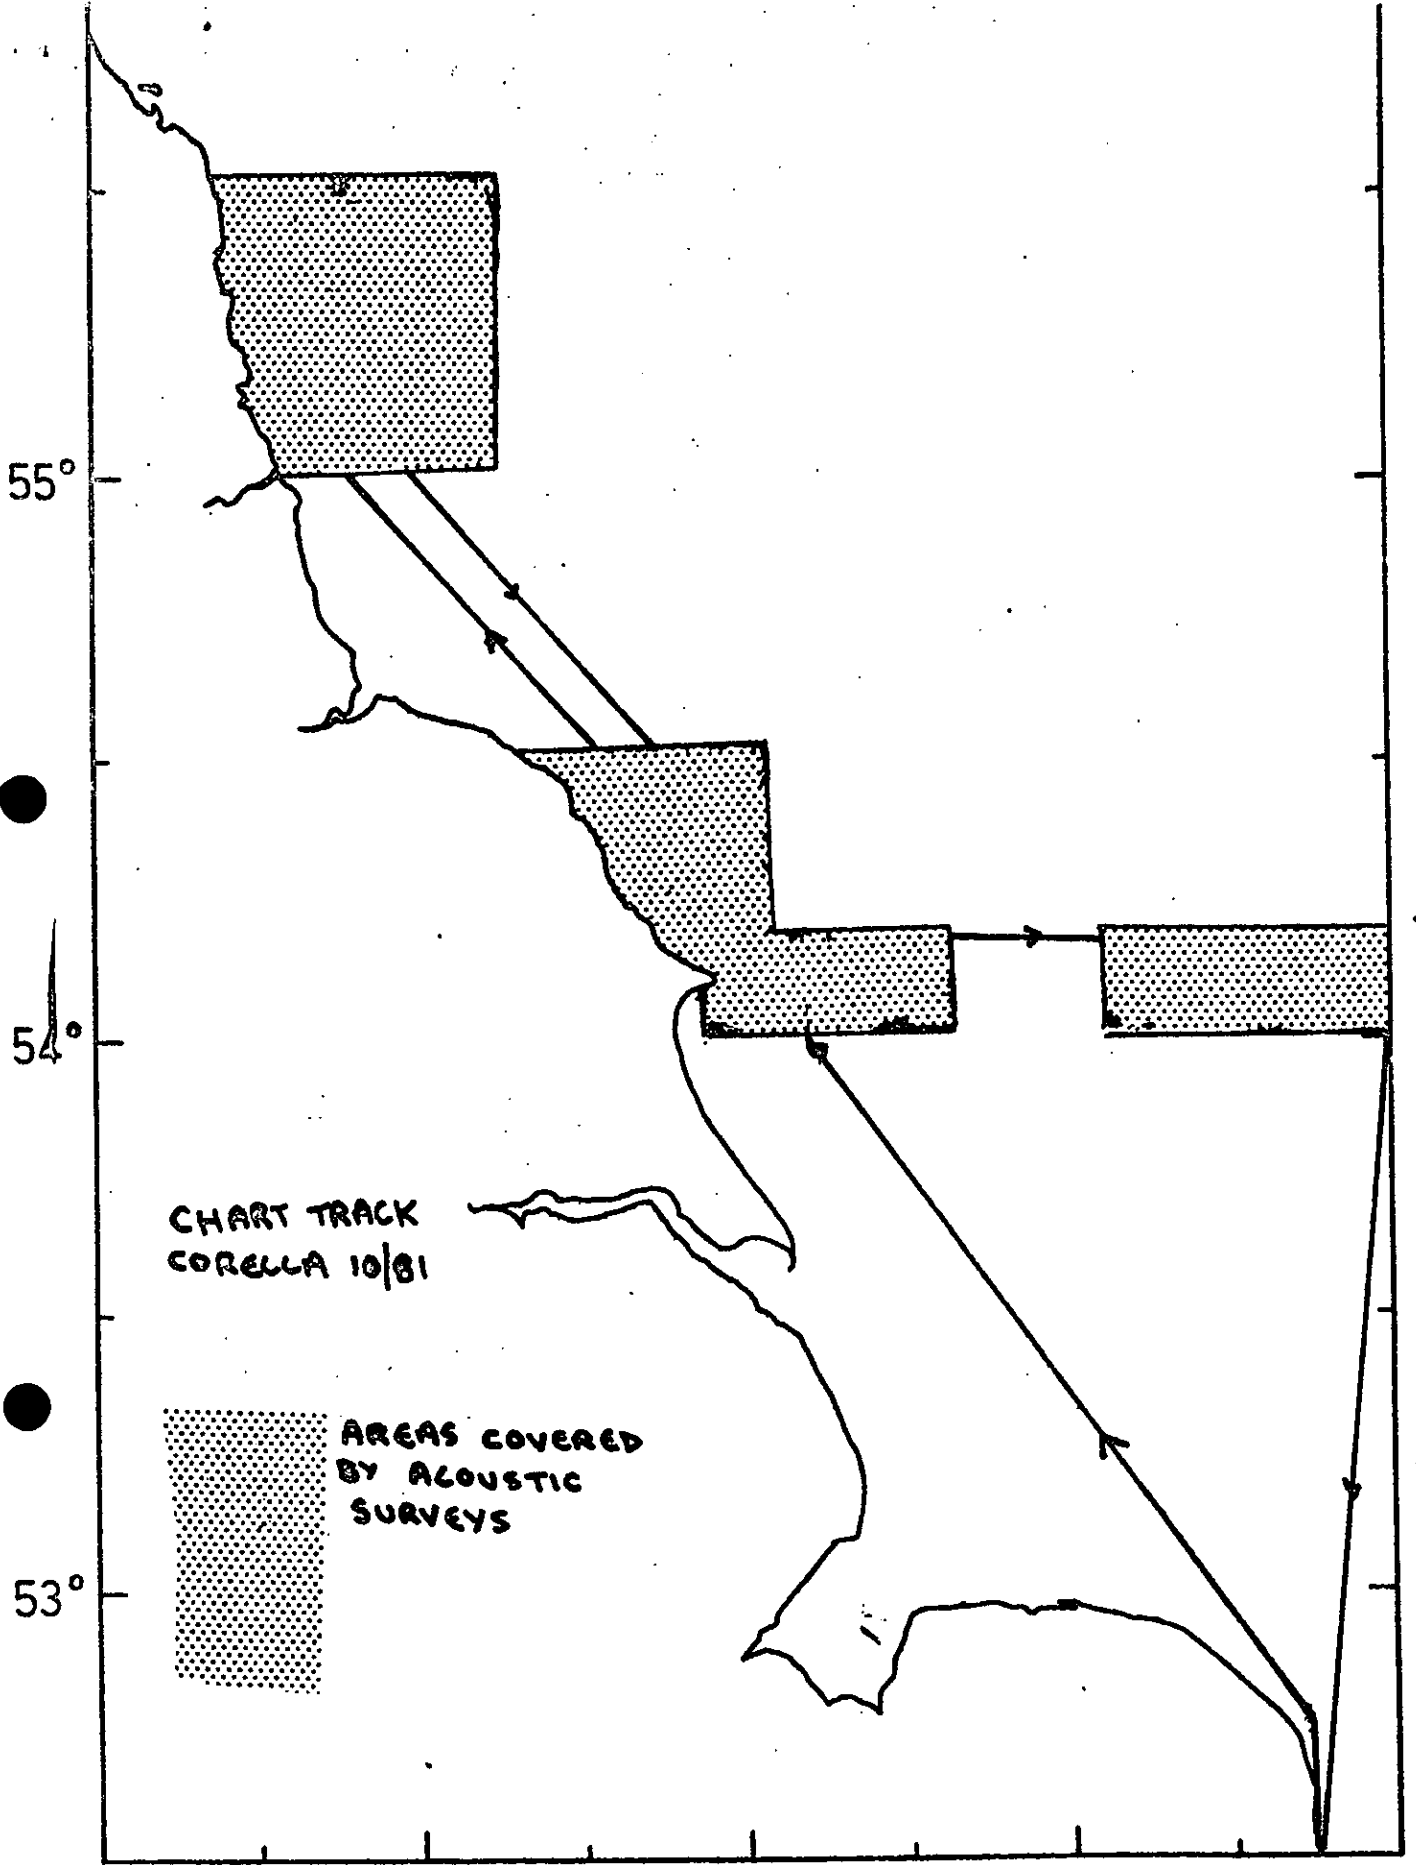 55°
54°
CHART TRACK
CORELLA 10/81
AREAS COVERED
BY ACOUSTIC
SURVEYS
53°